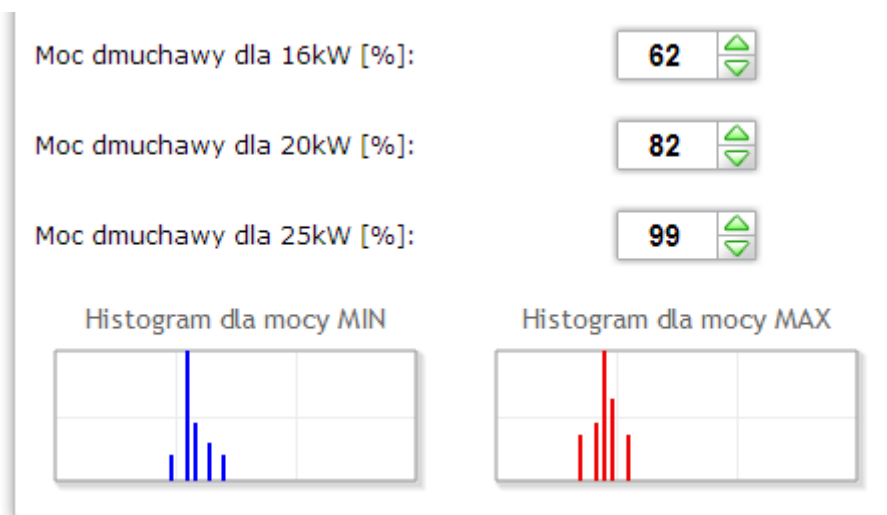 Moc dmuchawy dla 16kW [%]: 62
Moc dmuchawy dla 20kW [%]: 82
Moc dmuchawy dla 25kW [%]: 99
Histogram dla mocy MIN Histogram dla mocy MAX